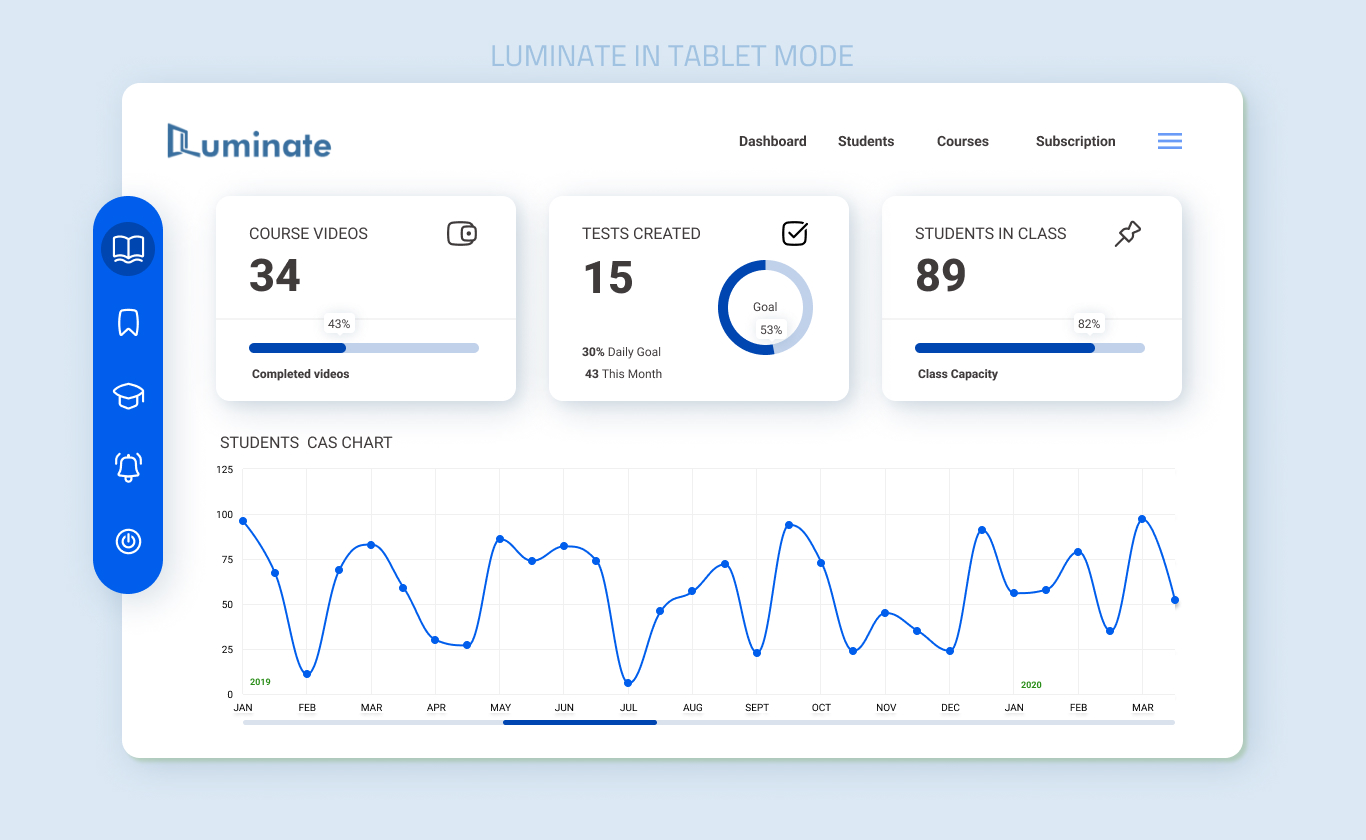 LUMINATE IN TABLET MODE
Luminate
Dashboard Students Courses Subscription
COURSE VIDEOS
34
43%
Completed videos
TESTS CREATED
15
Goal
53%
30% Daily Goal
43 This Month
STUDENTS IN CLASS
89
82%
Class Capacity
STUDENTS CAS CHART
125
100
75
50
25
0
2019
2020
JAN FEB MAR APR MAY JUN JUL AUG SEPT OCT NOV DEC JAN FEB MAR